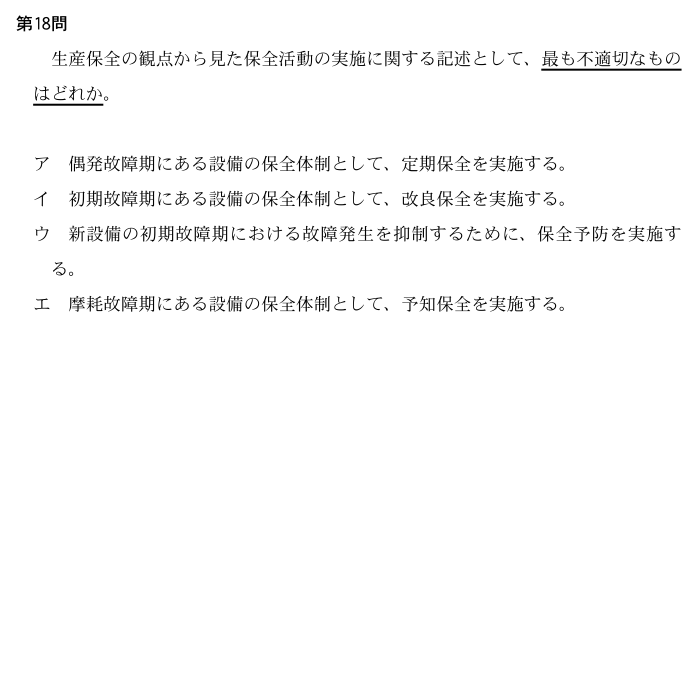 第18問
生産保全の観点から見た保全活動の実施に関する記述として、最も不適切なもの
はどれか。
ア 偶発故障期にある設備の保全体制として、定期保全を実施する。
イ 初期故障期にある設備の保全体制として、改良保全を実施する。
ウ 新設備の初期故障期における故障発生を抑制するために、保全予防を実施す
る。
エ 摩耗故障期にある設備の保全体制として、予知保全を実施する。